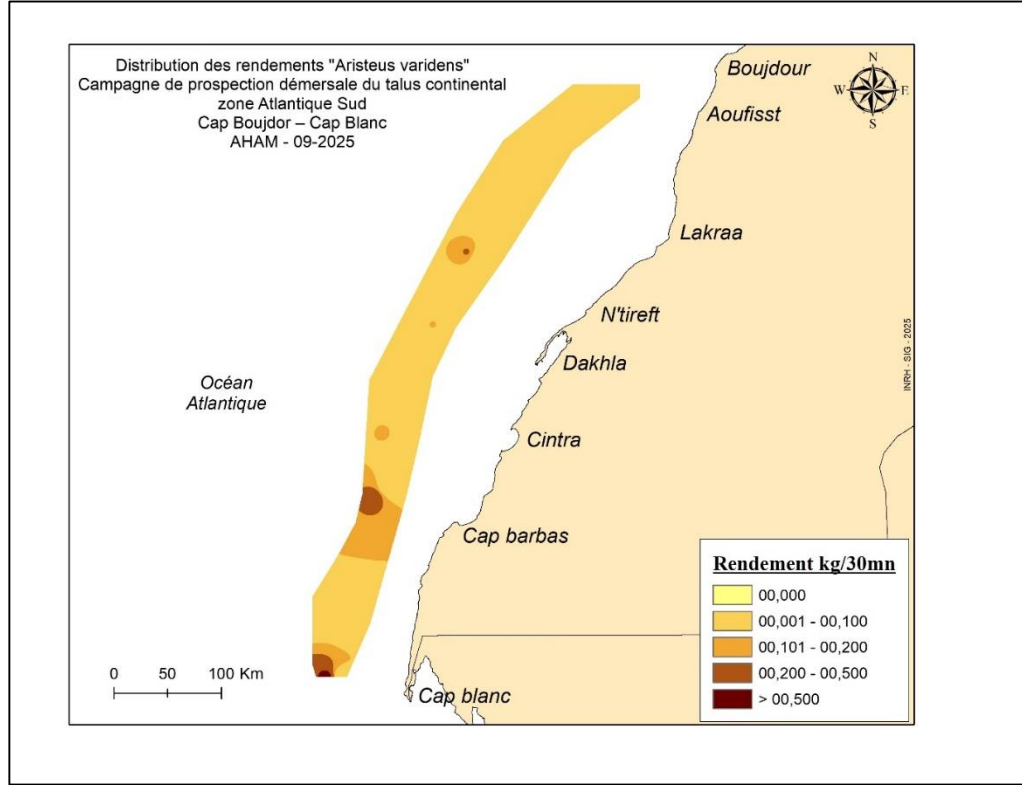 Distribution des rendements "Aristeus varidens"
Campagne de prospection démersale du talus continental
zone Atlantique Sud
Cap Boujdor – Cap Blanc
AHAM - 09-2025
Boujdour
N
W E
S
Aoufisst
Lakraa
N'tireft
INRH - SIG - 2025
Dakhla
Océan
Atlantique
Cintra
Cap barbas
Rendement kg/30mn
00,000
00,001 - 00,100
00,101 - 00,200
00,200 - 00,500
> 00,500
0 50 100 Km
Cap blanc